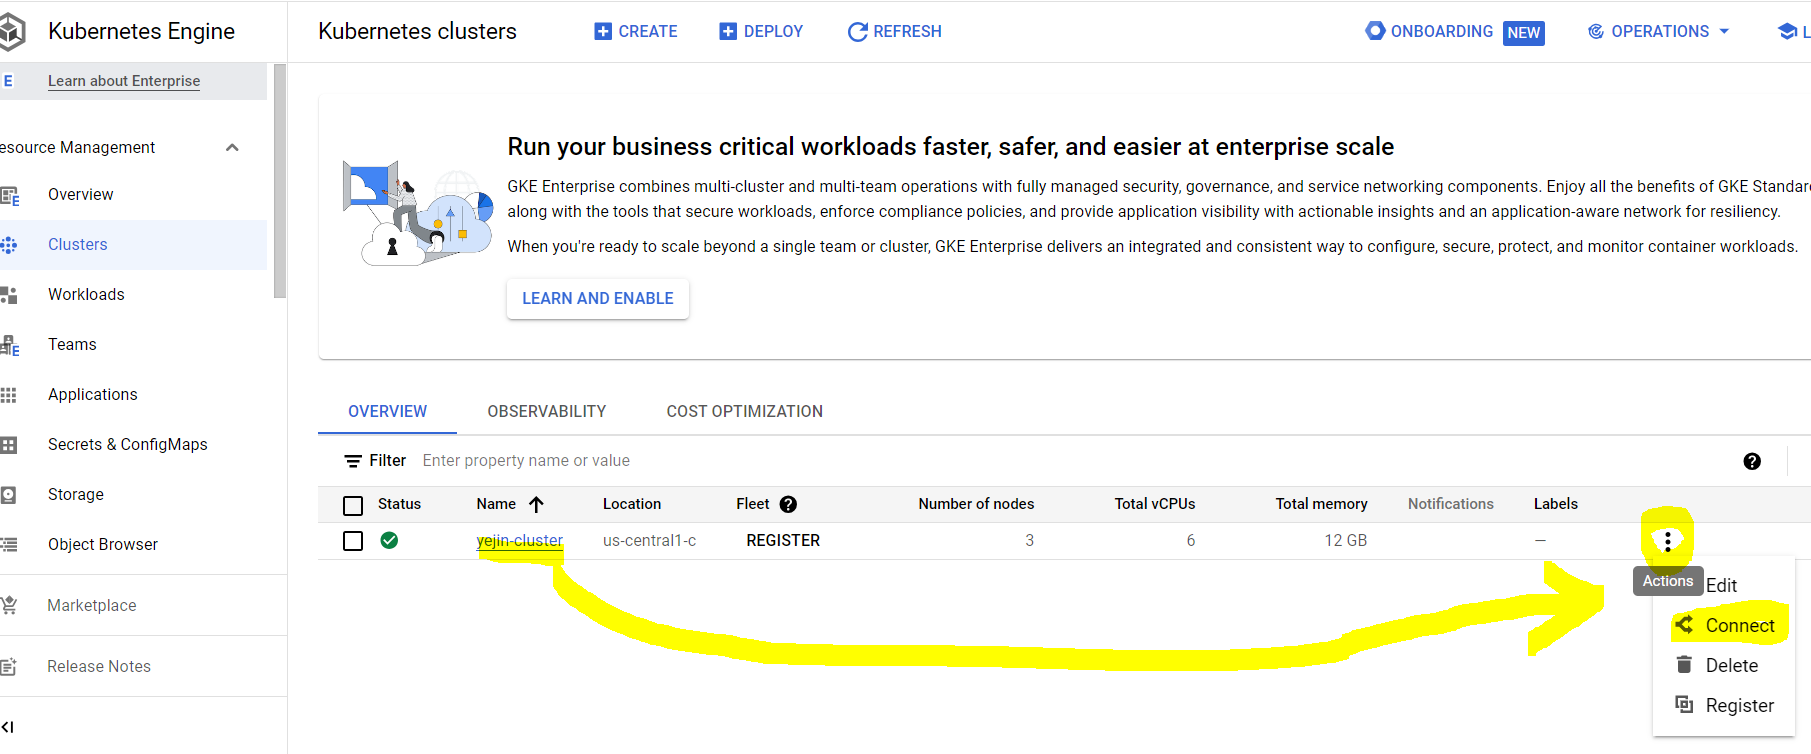 Kubernetes Engine
Kubernetes clusters
CREATE
DEPLOY
REFRESH
ONBOARDING
NEW
OPERATIONS
L
E
Learn about Enterprise
esource Management
Overview
Clusters
Workloads
Teams
Applications
Secrets & ConfigMaps
Storage
Object Browser
Marketplace
Release Notes
Run your business critical workloads faster, safer, and easier at enterprise scale
GKE Enterprise combines multi-cluster and multi-team operations with fully managed security, governance, and service networking components. Enjoy all the benefits of GKE Standar
along with the tools that secure workloads, enforce compliance policies, and provide application visibility with actionable insights and an application-aware network for resiliency.
When you're ready to scale beyond a single team or cluster, GKE Enterprise delivers an integrated and consistent way to configure, secure, protect, and monitor container workloads.
LEARN AND ENABLE
OVERVIEW OBSERVABILITY COST OPTIMIZATION
Filter Enter property name or value
Status Name Location Fleet Number of nodes Total vCPUs Total memory Notifications Labels
yejin-cluster us-central1-c REGISTER 3 6 12 GB —
Actions
Edit
Connect
Delete
Register